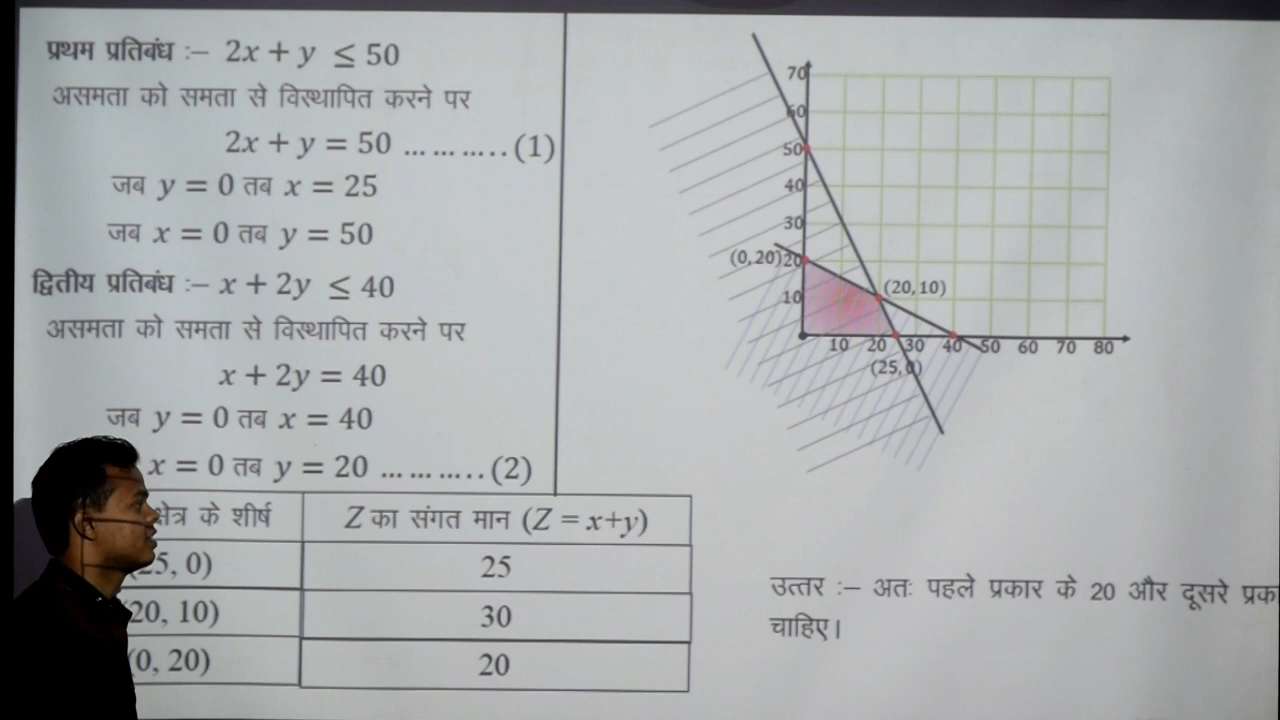 प्रथम प्रतिबंध :– 2x + y ≤ 50
असमता को समता से विस्थापित करने पर
2x + y = 50 ……….. (1)
जब y = 0 तब x = 25
जब x = 0 तब y = 50
द्वितीय प्रतिबंध :– x + 2y ≤ 40
असमता को समता से विस्थापित करने पर
x + 2y = 40
जब y = 0 तब x = 40
x = 0 तब y = 20 ……….. (2)
के शीर्ष Z का संगत मान (Z = x+y)
25, 0) 25
20, 10) 30
(0, 20) 20
70
60
50
40
30
(0, 20) 20
10
(20, 10)
10 20 30 40 50 60 70 80
(25, 0)
उत्तर :– अतः पहले प्रकार के 20 और दूसरे
चाहिए।